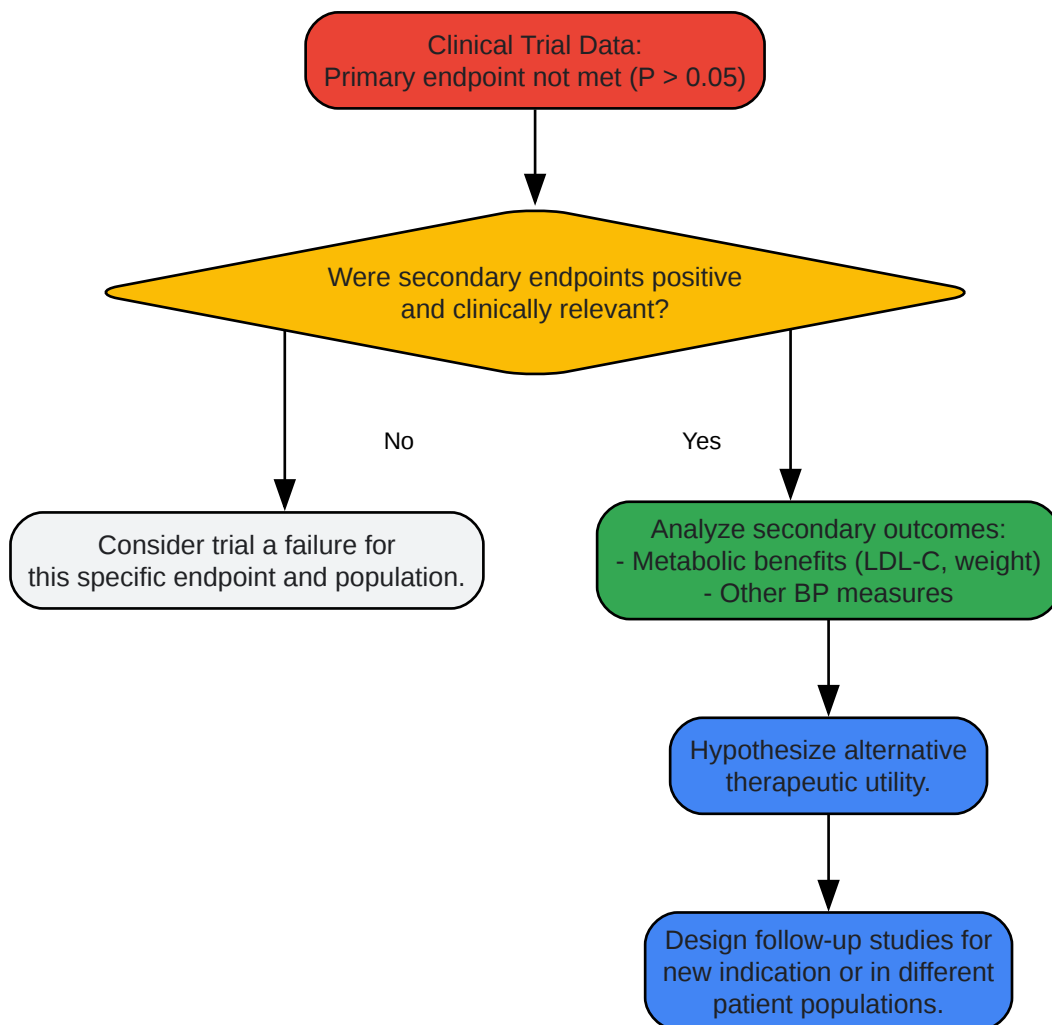 Clinical Trial Data:
Primary endpoint not met (P > 0.05)
Were secondary endpoints positive
and clinically relevant?
No
Yes
Consider trial a failure for
this specific endpoint and population.
Analyze secondary outcomes:
- Metabolic benefits (LDL-C, weight)
- Other BP measures
Hypothesize alternative
therapeutic utility.
Design follow-up studies for
new indication or in different
patient populations.